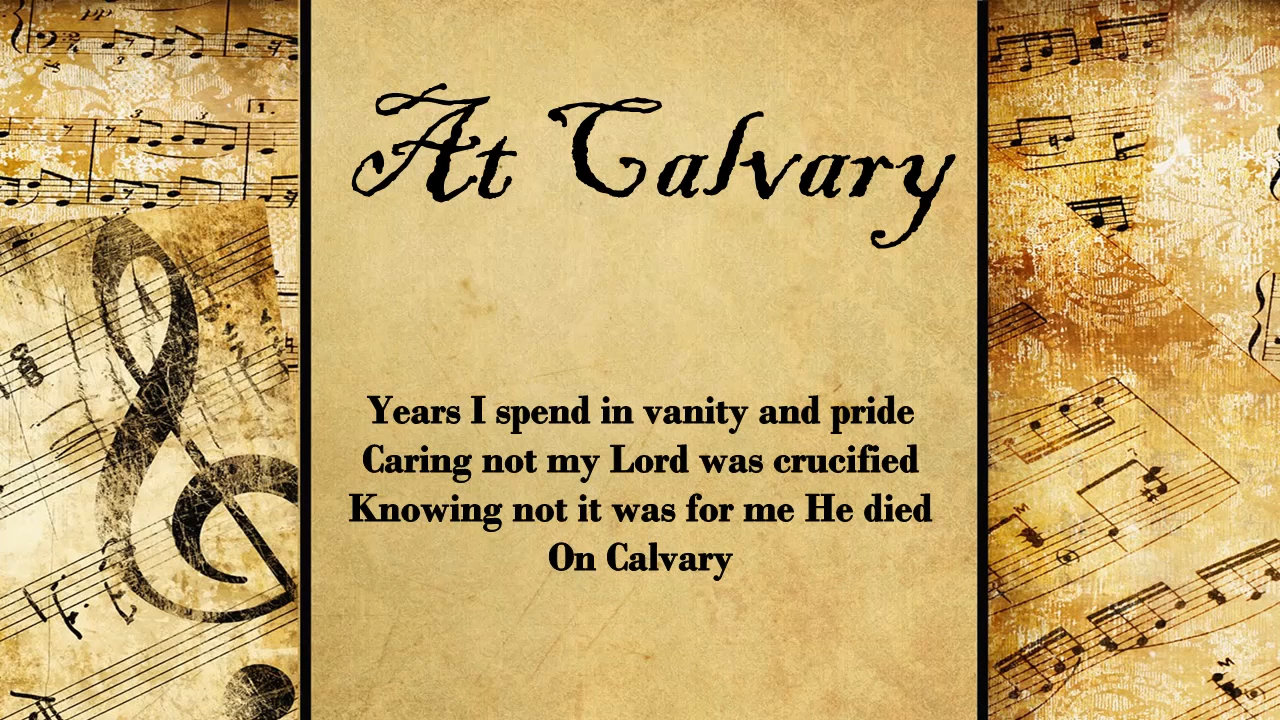 At Calvary
Years I spend in vanity and pride
Caring not my Lord was crucified
Knowing not it was for me He died
On Calvary